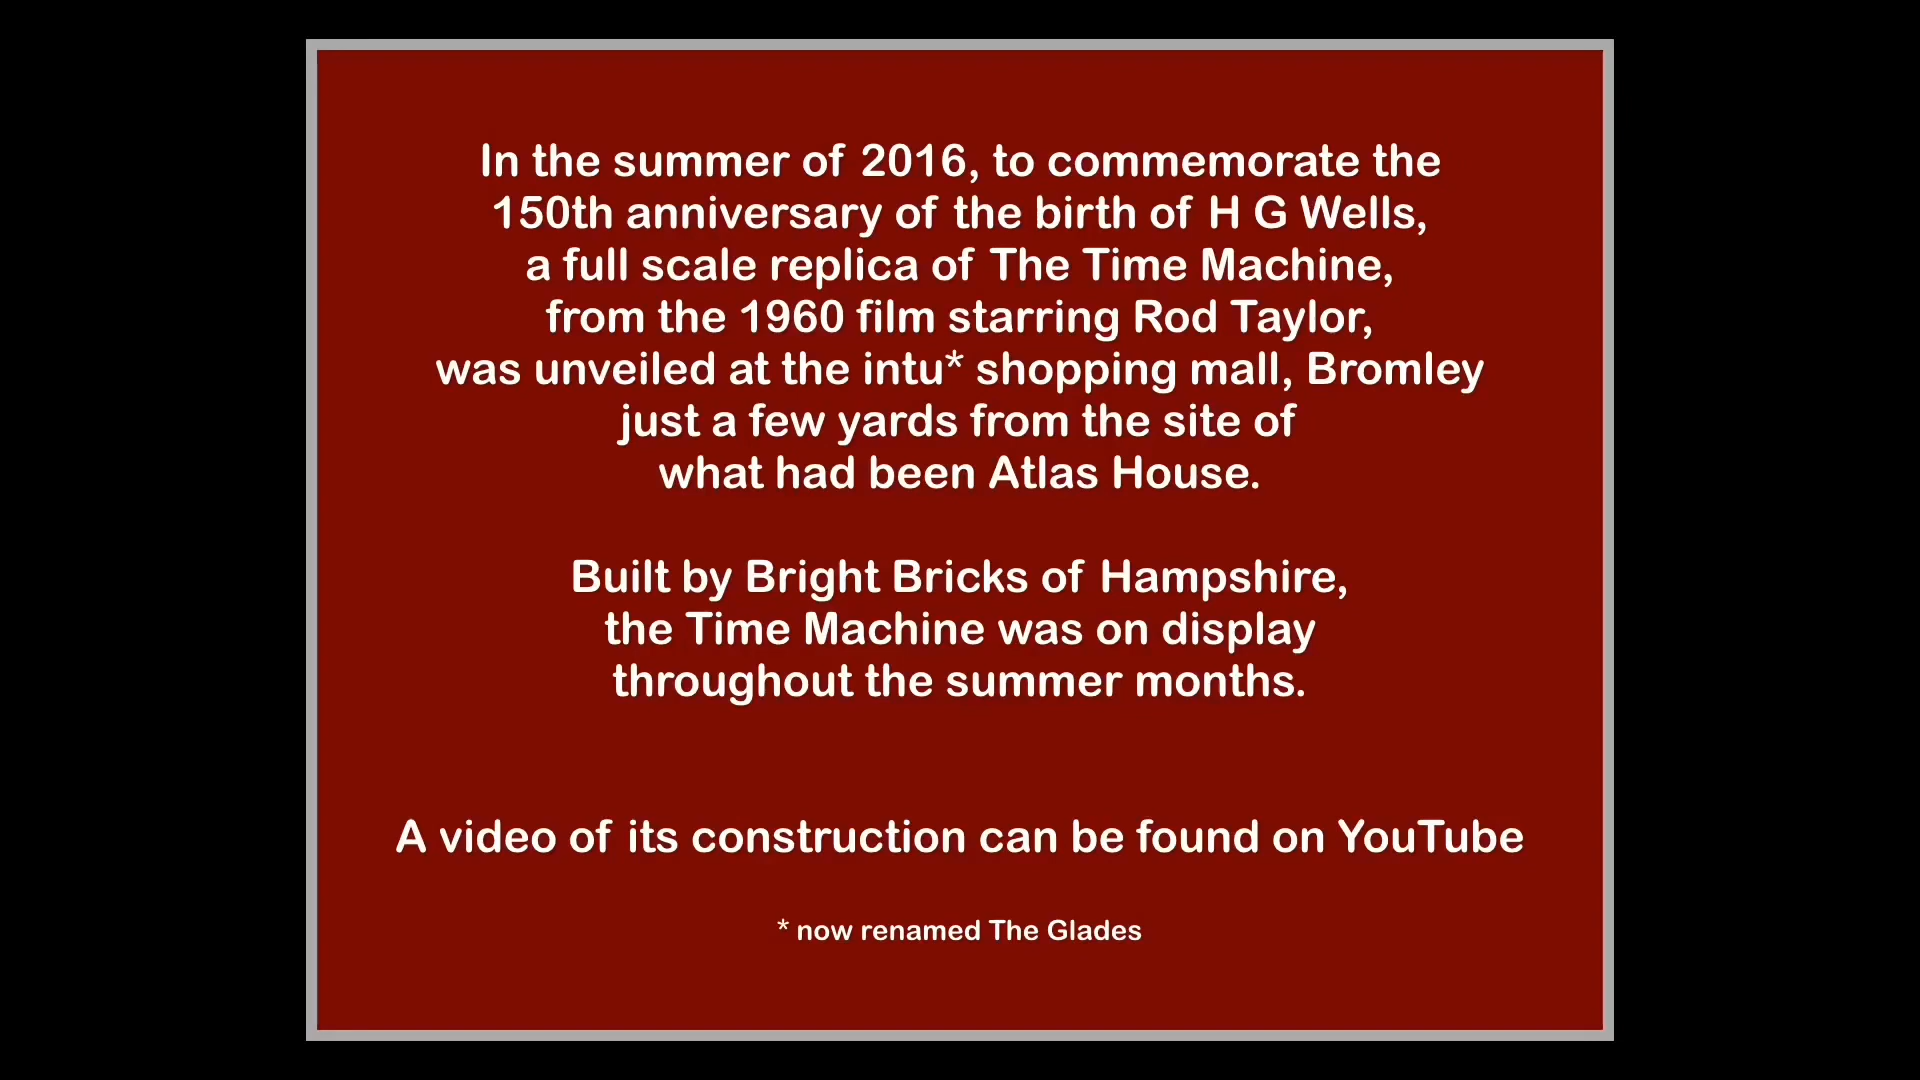 In the summer of 2016, to commemorate the
150th anniversary of the birth of H G Wells,
a full scale replica of The Time Machine,
from the 1960 film starring Rod Taylor,
was unveiled at the intu* shopping mall, Bromley
just a few yards from the site of
what had been Atlas House.
Built by Bright Bricks of Hampshire,
the Time Machine was on display
throughout the summer months.
A video of its construction can be found on YouTube
* now renamed The Glades